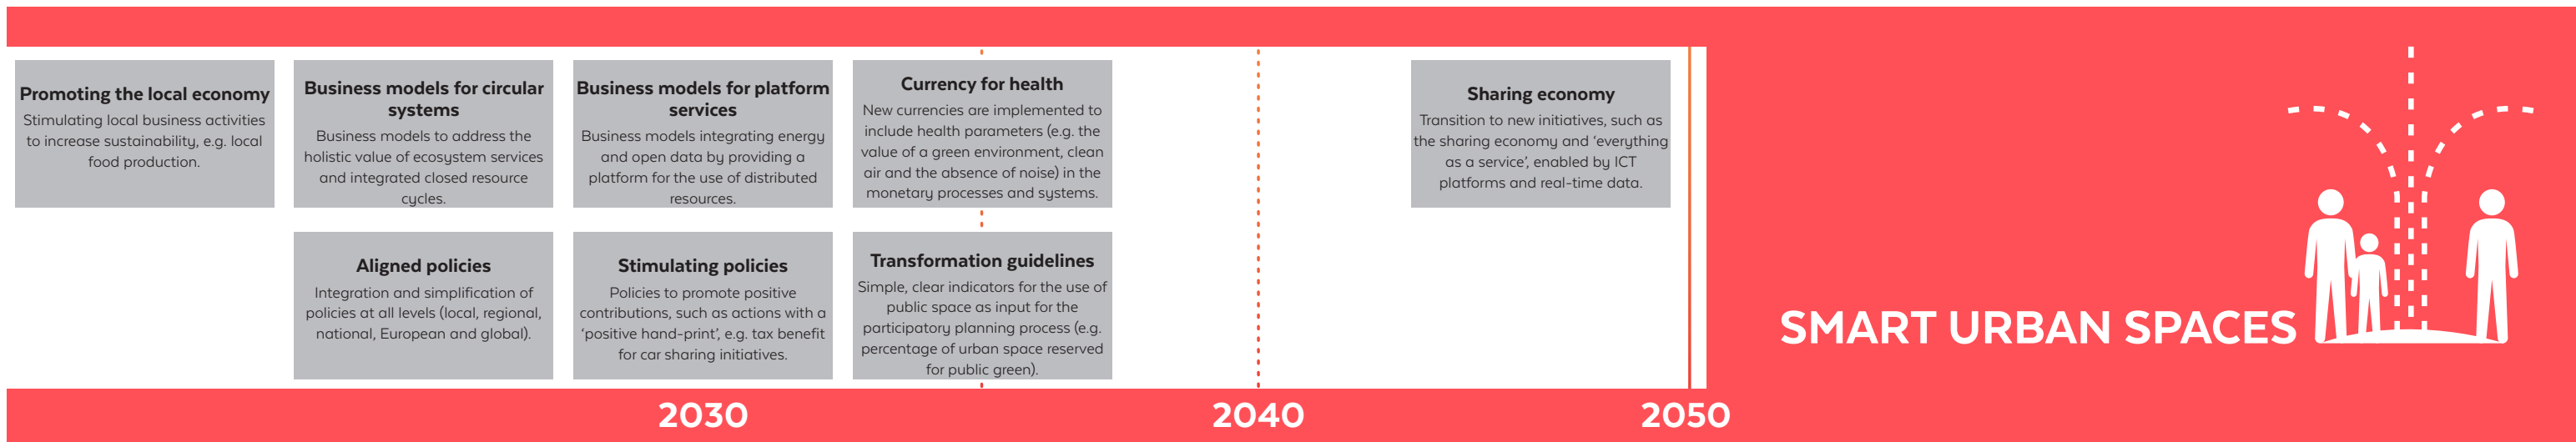 Promoting the local economy
Stimulating local business activities
to increase sustainability, e.g. local
food production.
Business models for circular
systems
Business models to address the
holistic value of ecosystem services
and integrated closed resource
cycles.
Business models for platform
services
Business models integrating energy
and open data by providing a
platform for the use of distributed
resources.
Currency for health
New currencies are implemented to
include health parameters (e.g. the
value of a green environment, clean
air and the absence of noise) in the
monetary processes and systems.
Sharing economy
Transition to new initiatives, such as
the sharing economy and ‘everything
as a service’, enabled by ICT
platforms and real-time data.
Aligned policies
Integration and simplification of
policies at all levels (local, regional,
national, European and global).
Stimulating policies
Policies to promote positive
contributions, such as actions with a
‘positive hand-print’, e.g. tax benefit
for car sharing initiatives.
Transformation guidelines
Simple, clear indicators for the use of
public space as input for the
participatory planning process (e.g.
percentage of urban space reserved
for public green).
SMART URBAN SPACES
2030
2040
2050